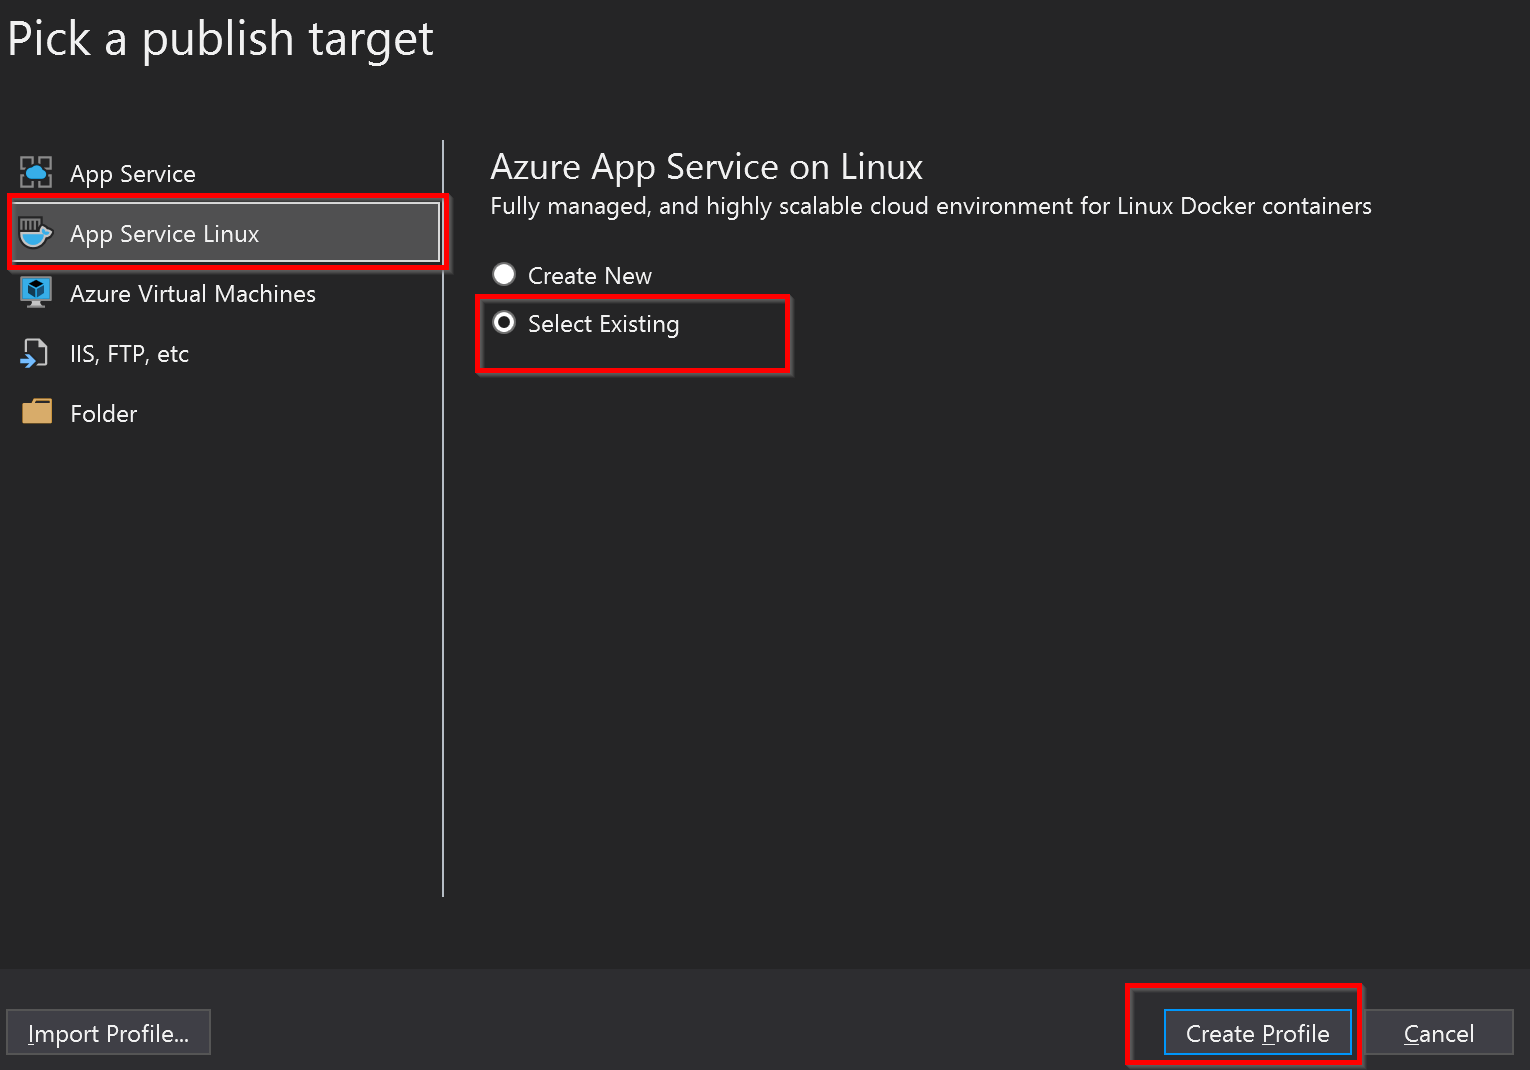 Pick a publish target
App Service
App Service Linux
Azure Virtual Machines
IIS, FTP, etc
Folder
Azure App Service on Linux
Fully managed, and highly scalable cloud environment for Linux Docker containers
Create New
Select Existing
Import Profile...
Create Profile
Cancel